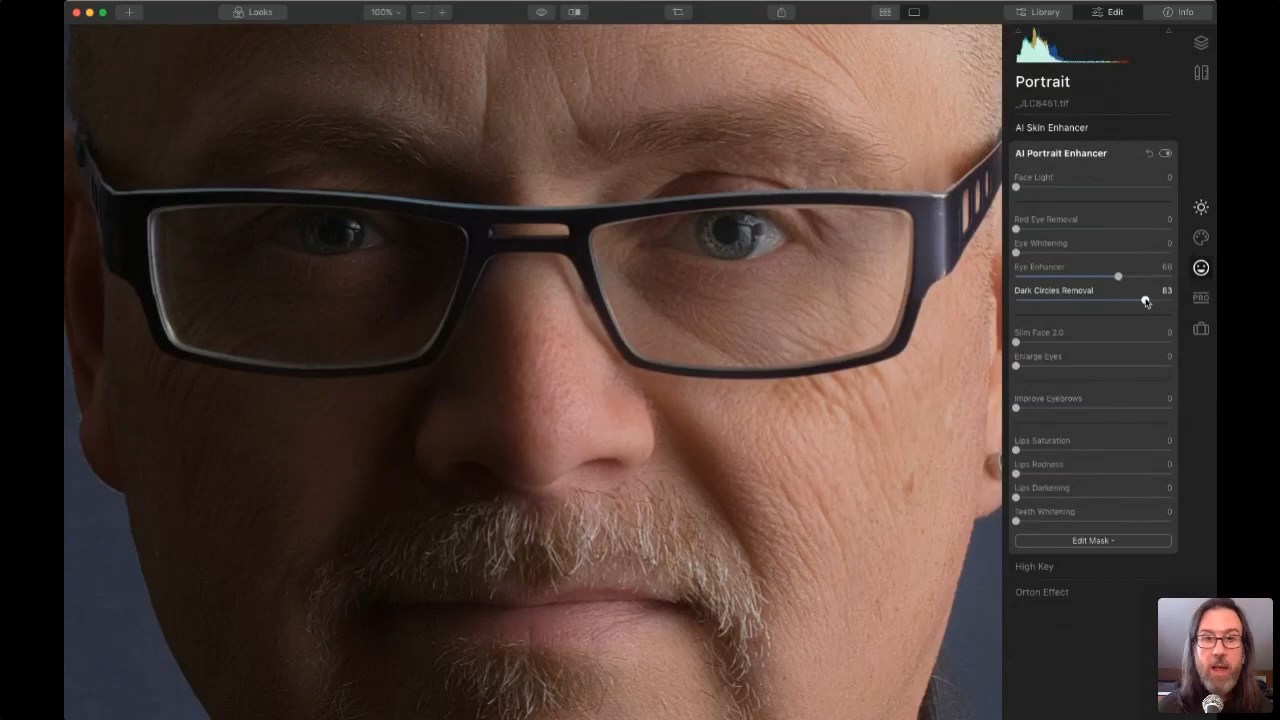 Looks
100%
Library
Edit
Info
Portrait
_JLC8451.tif
AI Skin Enhancer
AI Portrait Enhancer
Face Light 0
Red Eye Removal 0
Eye Whitening 0
Eye Enhancer 66
Dark Circles Removal 83
Slim Face 2.0 0
Enlarge Eyes 0
Improve Eyebrows 0
Lips Saturation 0
Lips Redness 0
Lips Darkening 0
Teeth Whitening 0
Edit Mask
High Key
Orton Effect
PRO